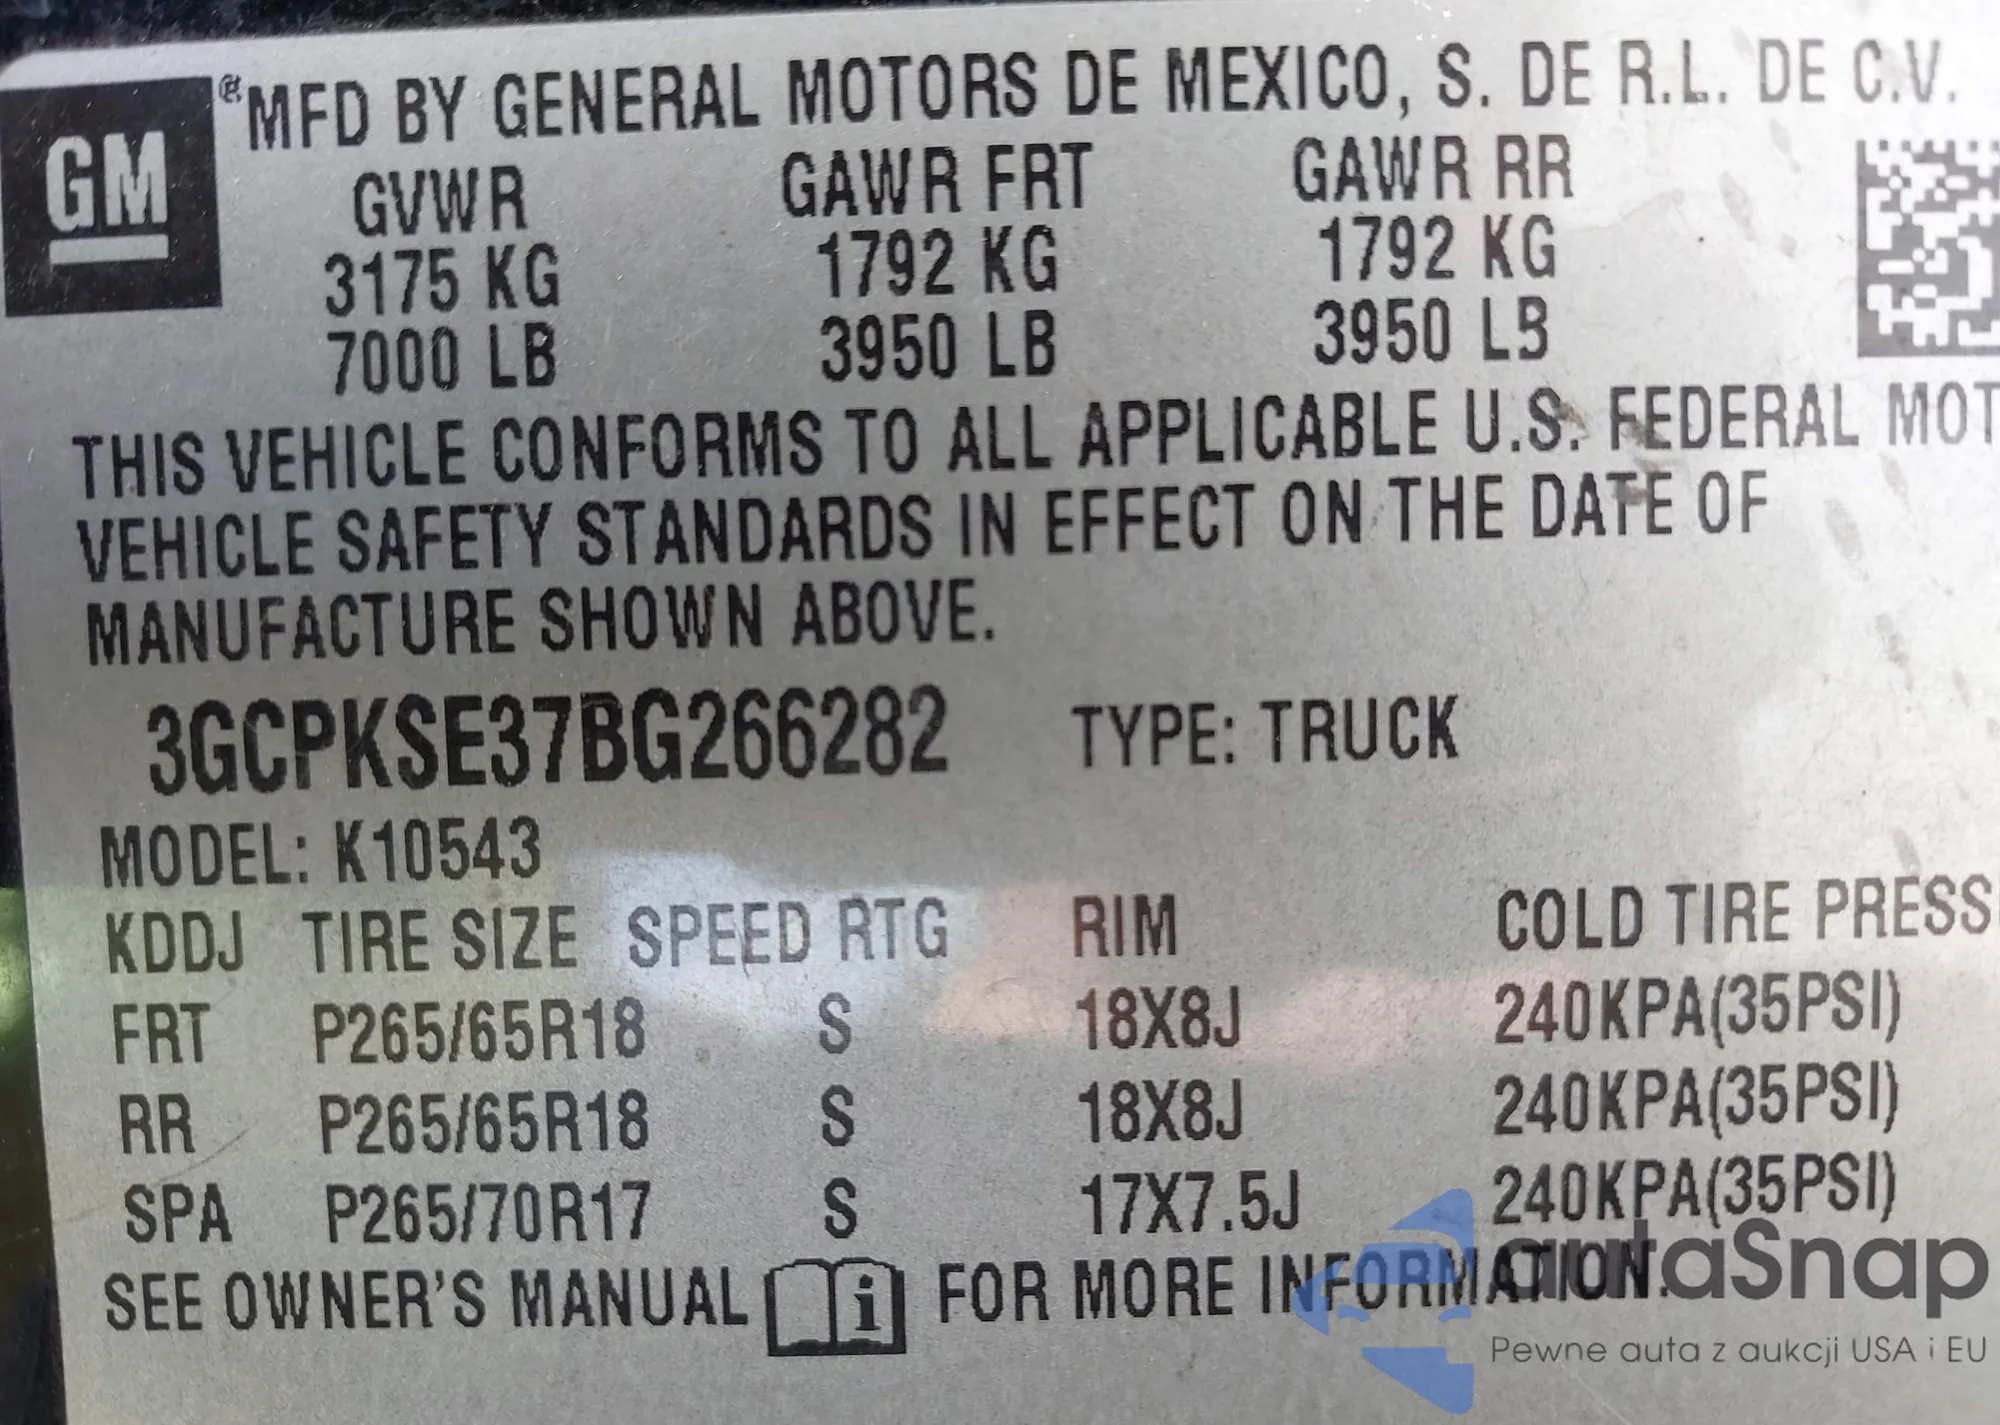 GM
® MFD BY GENERAL MOTORS DE MEXICO, S. DE R.L. DE C.V.
GVWR GAWR FRT GAWR RR
3175 KG 1792 KG 1792 KG
7000 LB 3950 LB 3950 LB
THIS VEHICLE CONFORMS TO ALL APPLICABLE U.S. FEDERAL MOT
VEHICLE SAFETY STANDARDS IN EFFECT ON THE DATE OF
MANUFACTURE SHOWN ABOVE.
3GCPKSE37BG266282 TYPE: TRUCK
MODEL: K10543
KDDJ TIRE SIZE SPEED RTG RIM COLD TIRE PRESS
FRT P265/65R18 S 18X8J 240KPA(35PSI)
RR P265/65R18 S 18X8J 240KPA(35PSI)
SPA P265/70R17 S 17X7.5J 240KPA(35PSI)
SEE OWNER'S MANUAL i FOR MORE INFORMATION.
autaSnap
Pewne auta z aukcji USA i EU